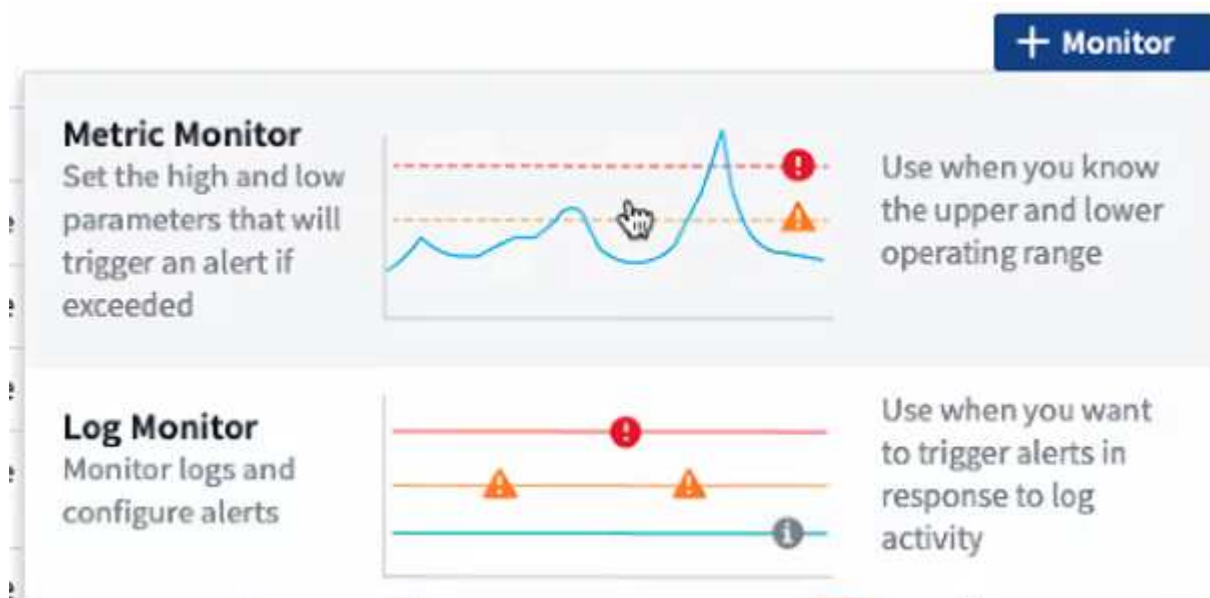 + Monitor
Metric Monitor
Set the high and low
parameters that will
trigger an alert if
exceeded
Use when you know
the upper and lower
operating range
Log Monitor
Monitor logs and
configure alerts
Use when you want
to trigger alerts in
response to log
activity